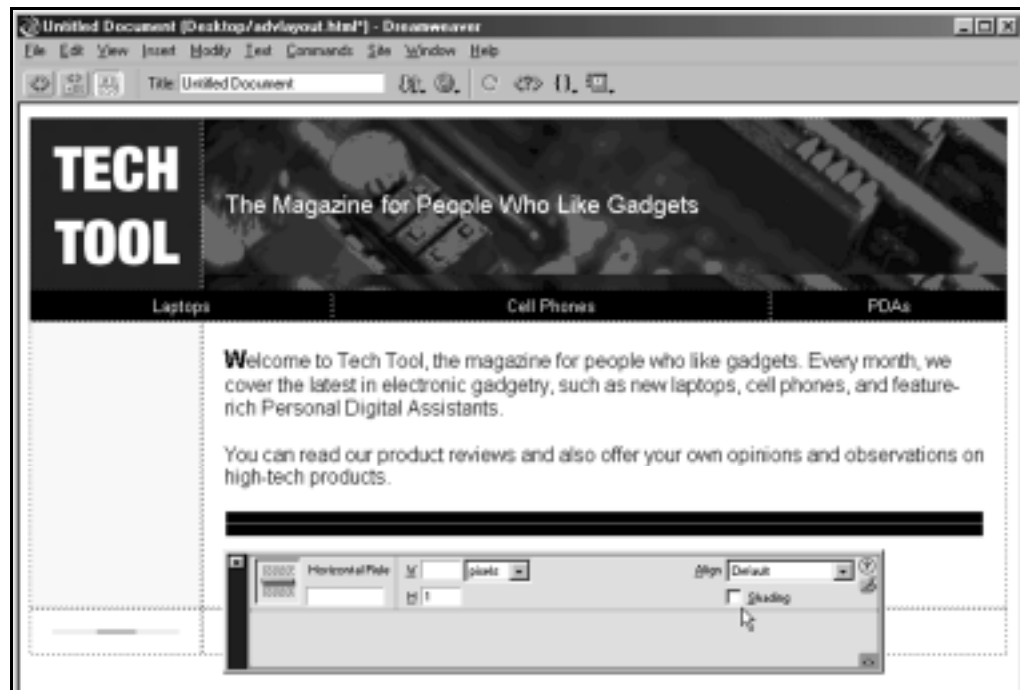 Untitled Document (Desktop/advlayout.html*) - Dreamweaver
File Edit View Insert Modify Text Commands Site Window Help
Title: Untitled Document
TECH
TOOL
The Magazine for People Who Like Gadgets
Laptops Cell Phones PDAs
Welcome to Tech Tool, the magazine for people who like gadgets. Every month, we
cover the latest in electronic gadgetry, such as new laptops, cell phones, and feature-
rich Personal Digital Assistants.
You can read our product reviews and also offer your own opinions and observations on
high-tech products.
Horizontal Rule W pixels Align Default
H 1 Shading